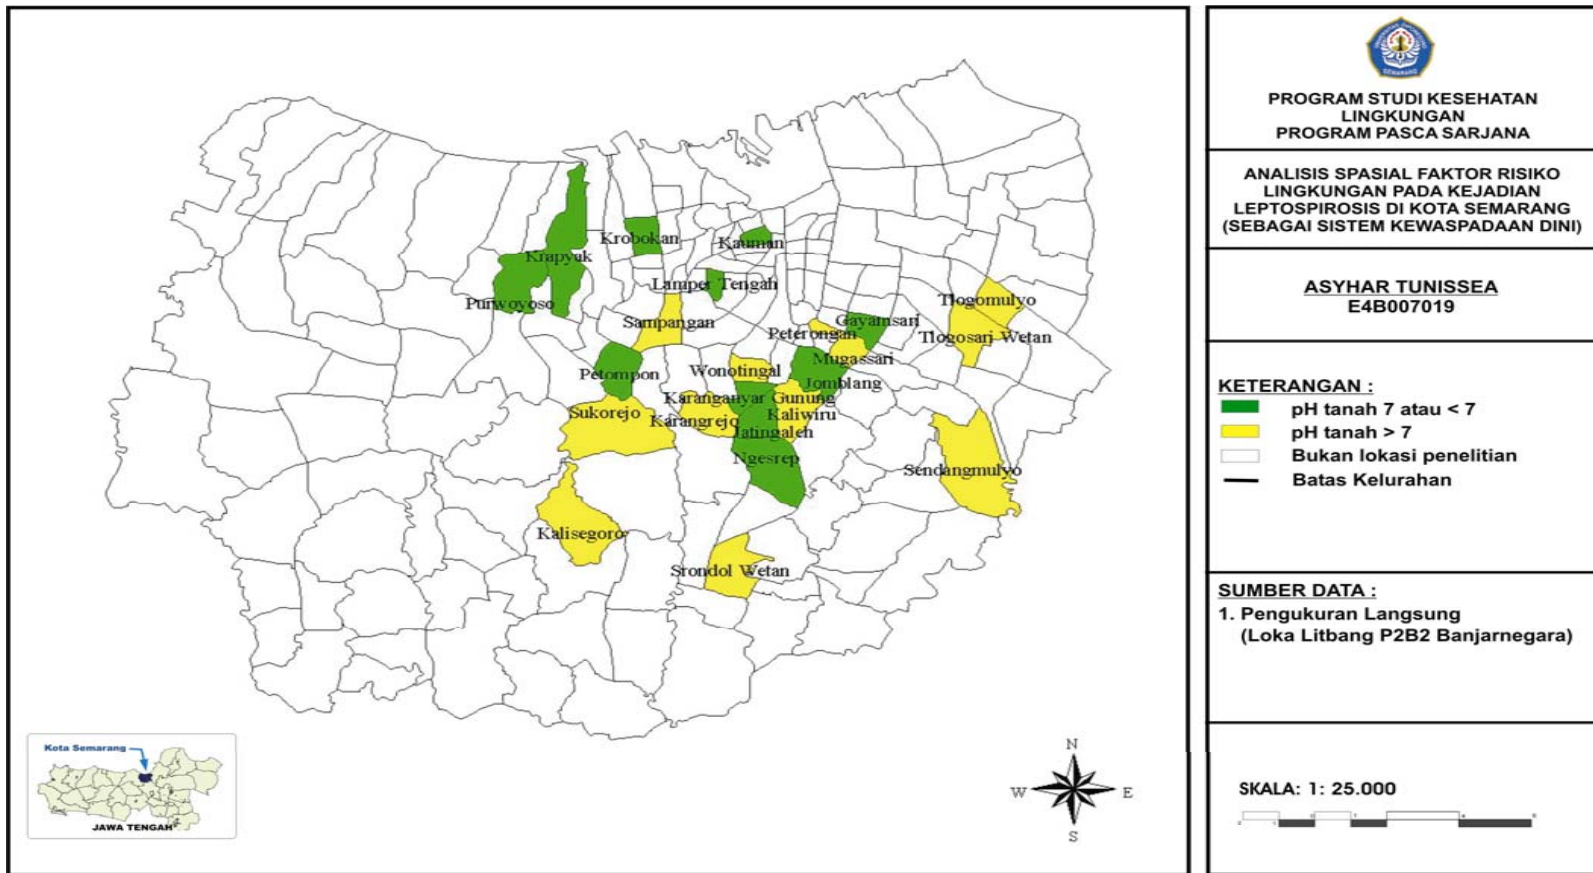 Krobokan
Kauman
Krapyak
Lamper Tengah
Purwoyoso
Tlogomulyo
Sampangan
Gayamsari
Peterongan
Tlogosari Wetan
Mugassari
Petompon
Wonotingal
Jomblang
Karanganyar Gunung
Sukorejo
Karangrejo
Kaliwiru
Jatingaleh
Ngesrep
Sendangmulyo
Kalisegoro
Srondol Wetan
Kota Semarang
JAWA TENGAH
N
W
E
S
SEMARANG
PROGRAM STUDI KESEHATAN
LINGKUNGAN
PROGRAM PASCA SARJANA
ANALISIS SPASIAL FAKTOR RISIKO
LINGKUNGAN PADA KEJADIAN
LEPTOSPIROSIS DI KOTA SEMARANG
(SEBAGAI SISTEM KEWASPADAAN DINI)
ASYHAR TUNISSEA
E4B007019
KETERANGAN :
pH tanah 7 atau < 7
pH tanah > 7
Bukan lokasi penelitian
Batas Kelurahan
SUMBER DATA :
1. Pengukuran Langsung
(Loka Litbang P2B2 Banjarnegara)
SKALA: 1: 25.000